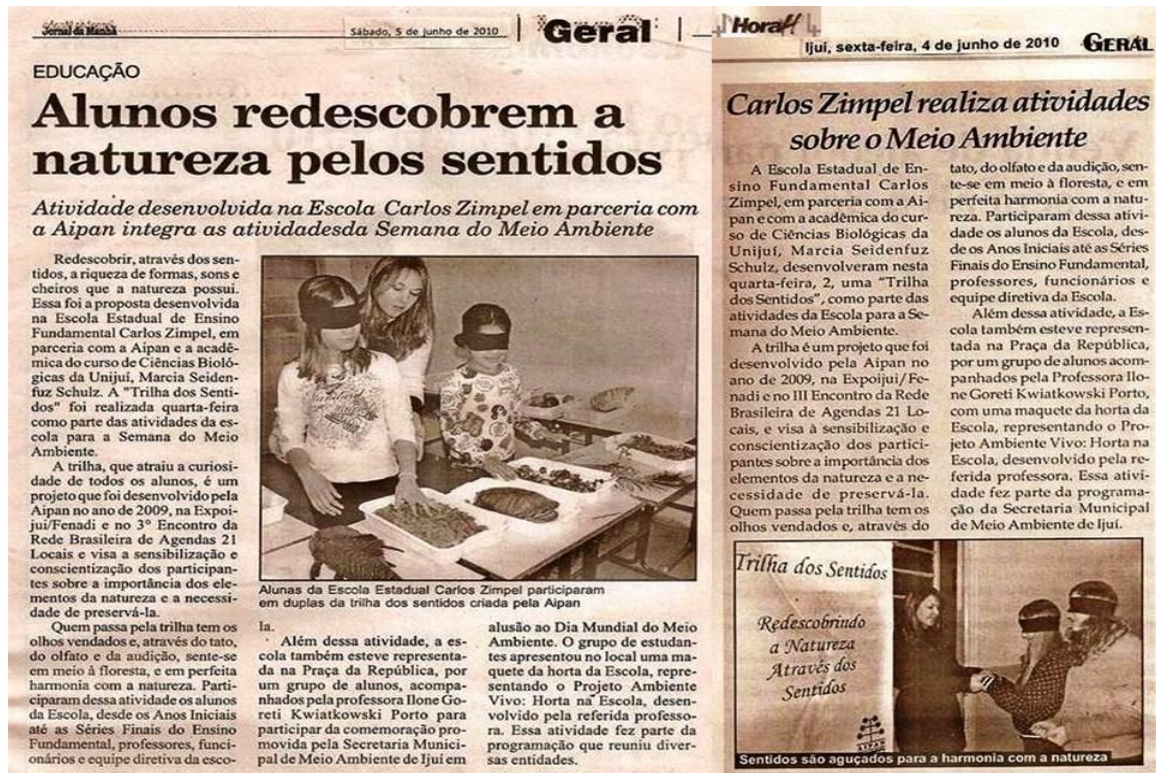 Jornal da Manhã
Sábado, 5 de junho de 2010
Geral
EDUCAÇÃO
Alunos redescobrem a
natureza pelos sentidos
Atividade desenvolvida na Escola Carlos Zimpel em parceria com
a Aipan integra as atividadesda Semana do Meio Ambiente
Redescobrir, através dos sen-
tidos, a riqueza de formas, sons e
cheiros que a natureza possui.
Essa foi a proposta desenvolvida
na Escola Estadual de Ensino
Fundamental Carlos Zimpel, em
parceria com a Aipan e a acadê-
mica do curso de Ciências Bioló-
gicas da Unijuí, Marcia Seiden-
fuz Schulz. A "Trilha dos Senti-
dos" foi realizada quarta-feira
como parte das atividades da es-
cola para a Semana do Meio
Ambiente.
A trilha, que atraiu a curiosi-
dade de todos os alunos, é um
projeto que foi desenvolvido pela
Aipan no ano de 2009, na Expoi-
jui/Fenadi e no 3º Encontro da
Rede Brasileira de Agendas 21
Locais e visa a sensibilização e
conscientização dos participan-
tes sobre a importância dos ele-
mentos da natureza e a necessi-
dade de preservá-la.
Quem passa pela trilha tem os
olhos vendados e, através do tato,
do olfato e da audição, sente-se
em meio à floresta, e em perfeita
harmonia com a natureza. Parti-
ciparam dessa atividade os alunos
da Escola, desde os Anos Iniciais
até as Séries Finais do Ensino
Fundamental, professores, funci-
onários e equipe diretiva da esco-
Alunas da Escola Estadual Carlos Zimpel participaram
em duplas da trilha dos sentidos criada pela Aipan
la.
Além dessa atividade, a es-
cola também esteve representa-
da na Praça da República, por
um grupo de alunos, acompa-
nhados pela professora Ilone Go-
reti Kwiatkowski Porto para
participar da comemoração pro-
movida pela Secretaria Munici-
pal de Meio Ambiente de Ijuí em
alusão ao Dia Mundial do Meio
Ambiente. O grupo de estudan-
tes apresentou no local uma ma-
quete da horta da Escola, repre-
sentando o Projeto Ambiente
Vivo: Horta na Escola, desen-
volvido pela referida professo-
ra. Essa atividade fez parte da
programação que reuniu diver-
sas entidades.
Hora H
Ijuí, sexta-feira, 4 de junho de 2010
GERAL
Carlos Zimpel realiza atividades
sobre o Meio Ambiente
A Escola Estadual de En-
sino Fundamental Carlos
Zimpel, em parceria com a Ai-
pan e com a acadêmica do cur-
so de Ciências Biológicas da
Unijuí, Marcia Seidenfuz
Schulz, desenvolveram nesta
quarta-feira, 2, uma "Trilha
dos Sentidos", como parte das
atividades da Escola para a Se-
mana do Meio Ambiente.
A trilha é um projeto que foi
desenvolvido pela Aipan no
ano de 2009, na Expoijui/Fe-
nadi e no III Encontro da Rede
Brasileira de Agendas 21 Lo-
cais, e visa à sensibilização e
conscientização dos partici-
pantes sobre a importância dos
elementos da natureza e a ne-
cessidade de preservá-la.
Quem passa pela trilha tem os
olhos vendados e, através do
tato, do olfato e da audição, sen-
te-se em meio à floresta, e em
perfeita harmonia com a natu-
reza. Participaram dessa ativi-
dade os alunos da Escola, des-
de os Anos Iniciais até as Séries
Finais do Ensino Fundamental,
professores, funcionários e
equipe diretiva da Escola.
Além dessa atividade, a Es-
cola também esteve represen-
tada na Praça da República,
por um grupo de alunos acom-
panhados pela Professora Ilo-
ne Goreti Kwiatkowski Porto,
com uma maquete da horta da
Escola, representando o Pro-
jeto Ambiente Vivo: Horta na
Escola, desenvolvido pela re-
ferida professora. Essa ativi-
dade fez parte da programa-
ção da Secretaria Municipal
de Meio Ambiente de Ijuí.
Trilha dos Sentidos
Redescobrindo
a Natureza
Através dos
Sentidos
AIPAN
Sentidos são aguçados para a harmonia com a natureza